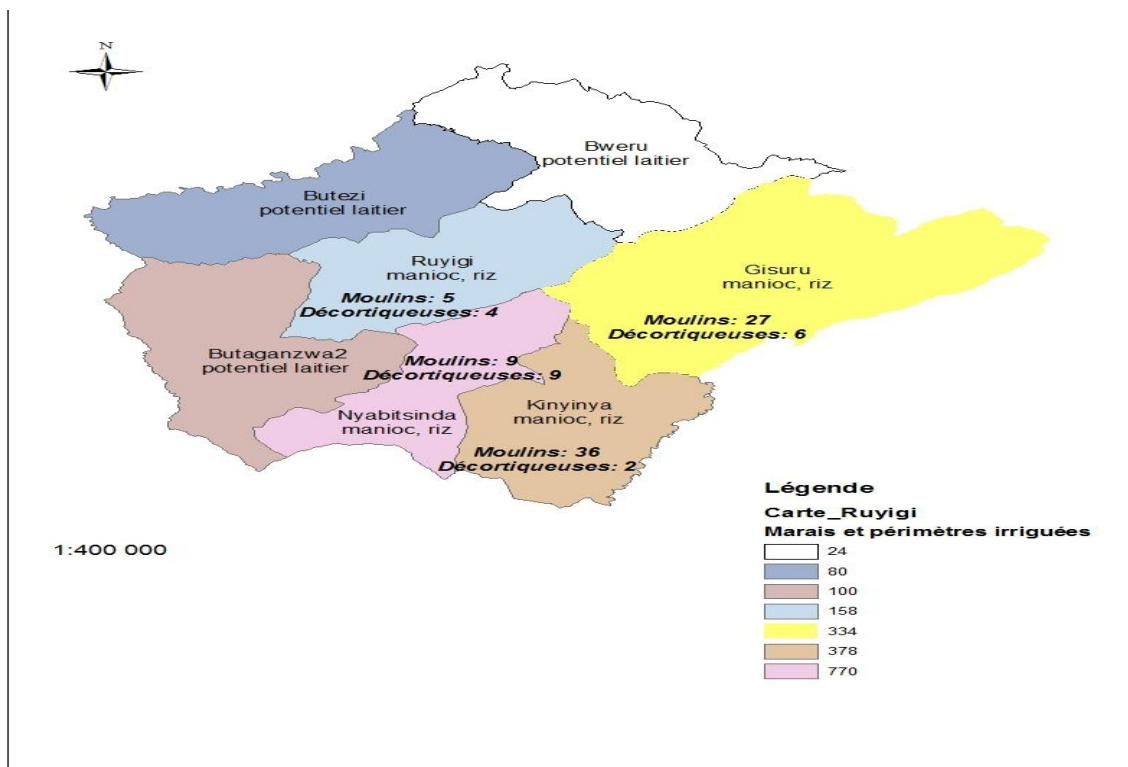 N
Bweru
potentiel laitier
Butezi
potentiel laitier
Ruyigi
manioc, riz
Moulins: 5
Décortiqueuses: 4
Gisuru
manioc, riz
Moulins: 27
Décortiqueuses: 6
Butaganzwa2
potentiel laitier
Moulins: 9
Décortiqueuses: 9
Nyabitsinda
manioc, riz
Kinyinya
manioc, riz
Moulins: 36
Décortiqueuses: 2
1:400 000
Légende
Carte_Ruyigi
Marais et périmètres irriguées
24
80
100
158
334
378
770